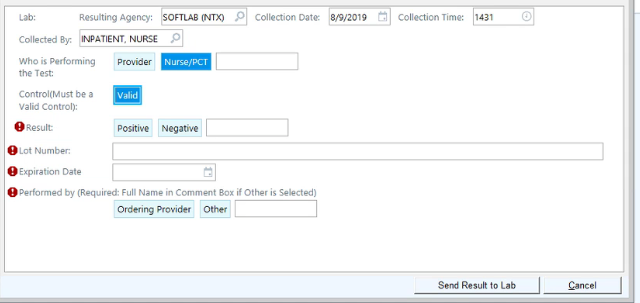 Lab: Resulting Agency: SOFTLAB (NTX) Collection Date: 8/9/2019 Collection Time: 1431
Collected By: INPATIENT, NURSE
Who is Performing the Test: Provider Nurse/PCT
Control(Must be a Valid Control): Valid
Result: Positive Negative
Lot Number:
Expiration Date
Performed by (Required: Full Name in Comment Box if Other is Selected)
Ordering Provider Other
Send Result to Lab Cancel